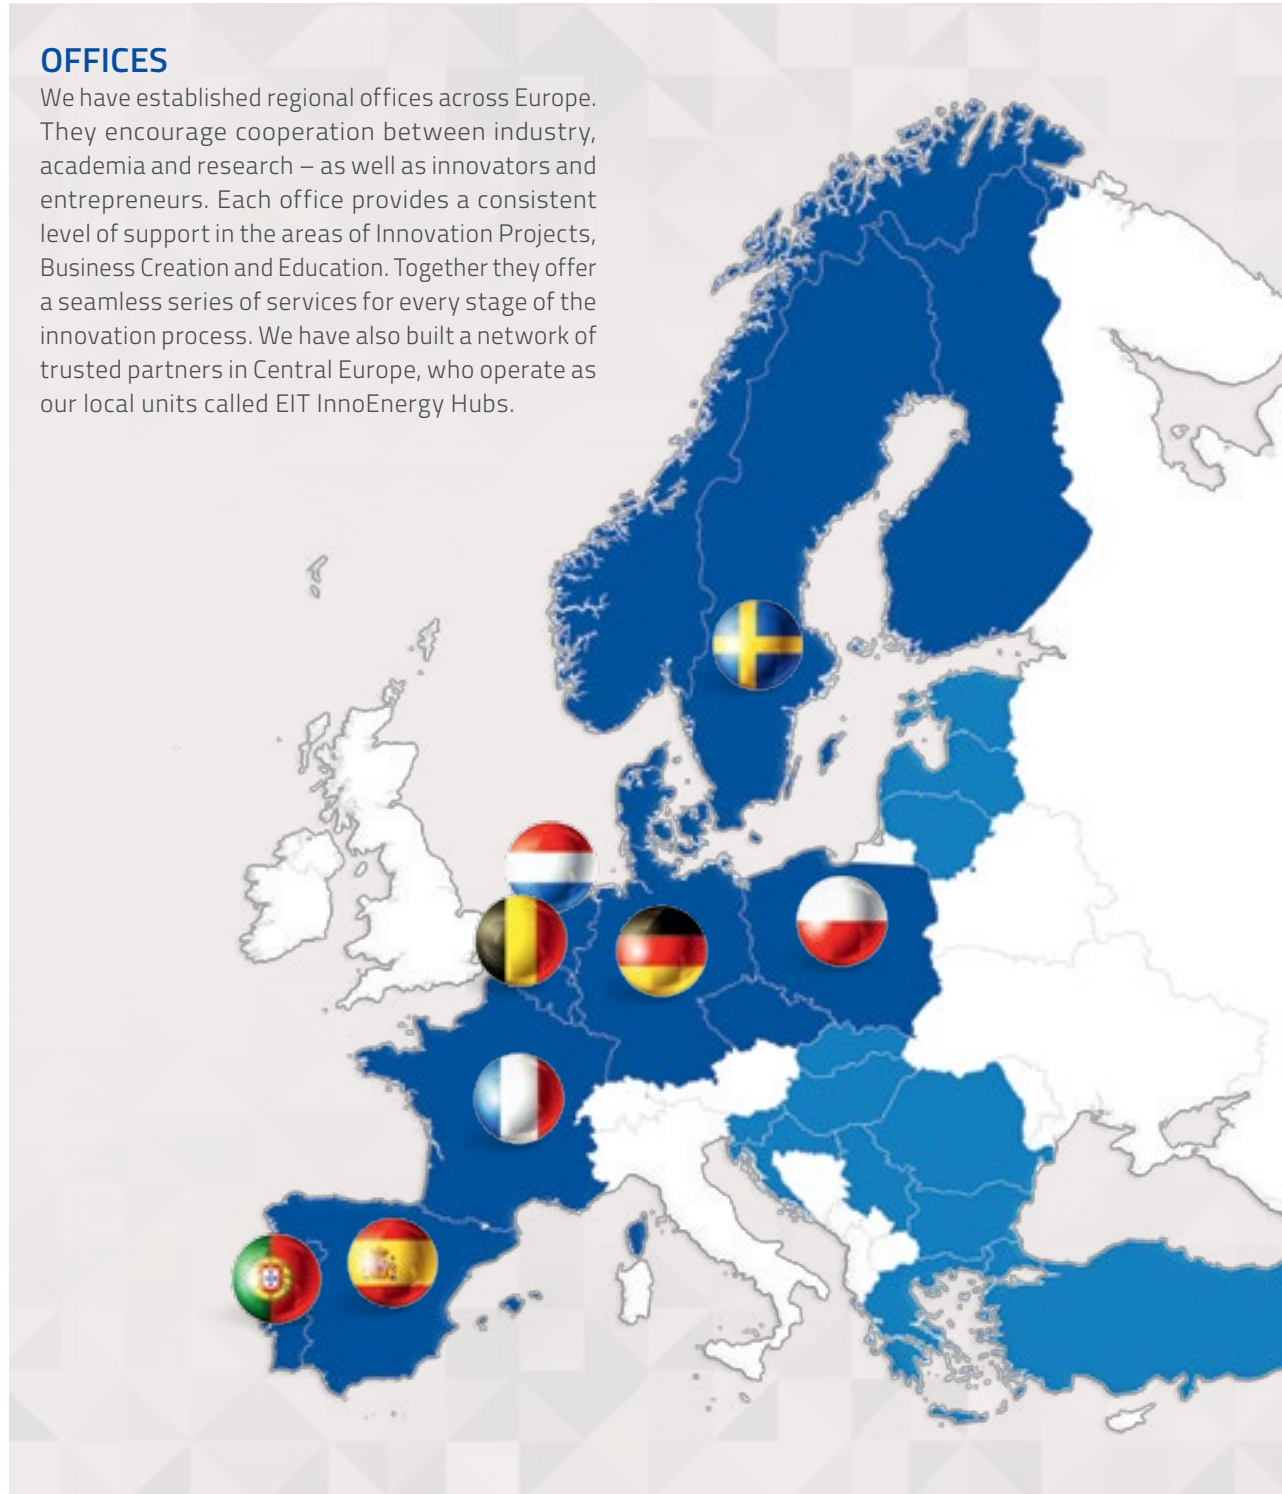 OFFICES
We have established regional offices across Europe.
They encourage cooperation between industry,
academia and research – as well as innovators and
entrepreneurs. Each office provides a consistent
level of support in the areas of Innovation Projects,
Business Creation and Education. Together they offer
a seamless series of services for every stage of the
innovation process. We have also built a network of
trusted partners in Central Europe, who operate as
our local units called EIT InnoEnergy Hubs.